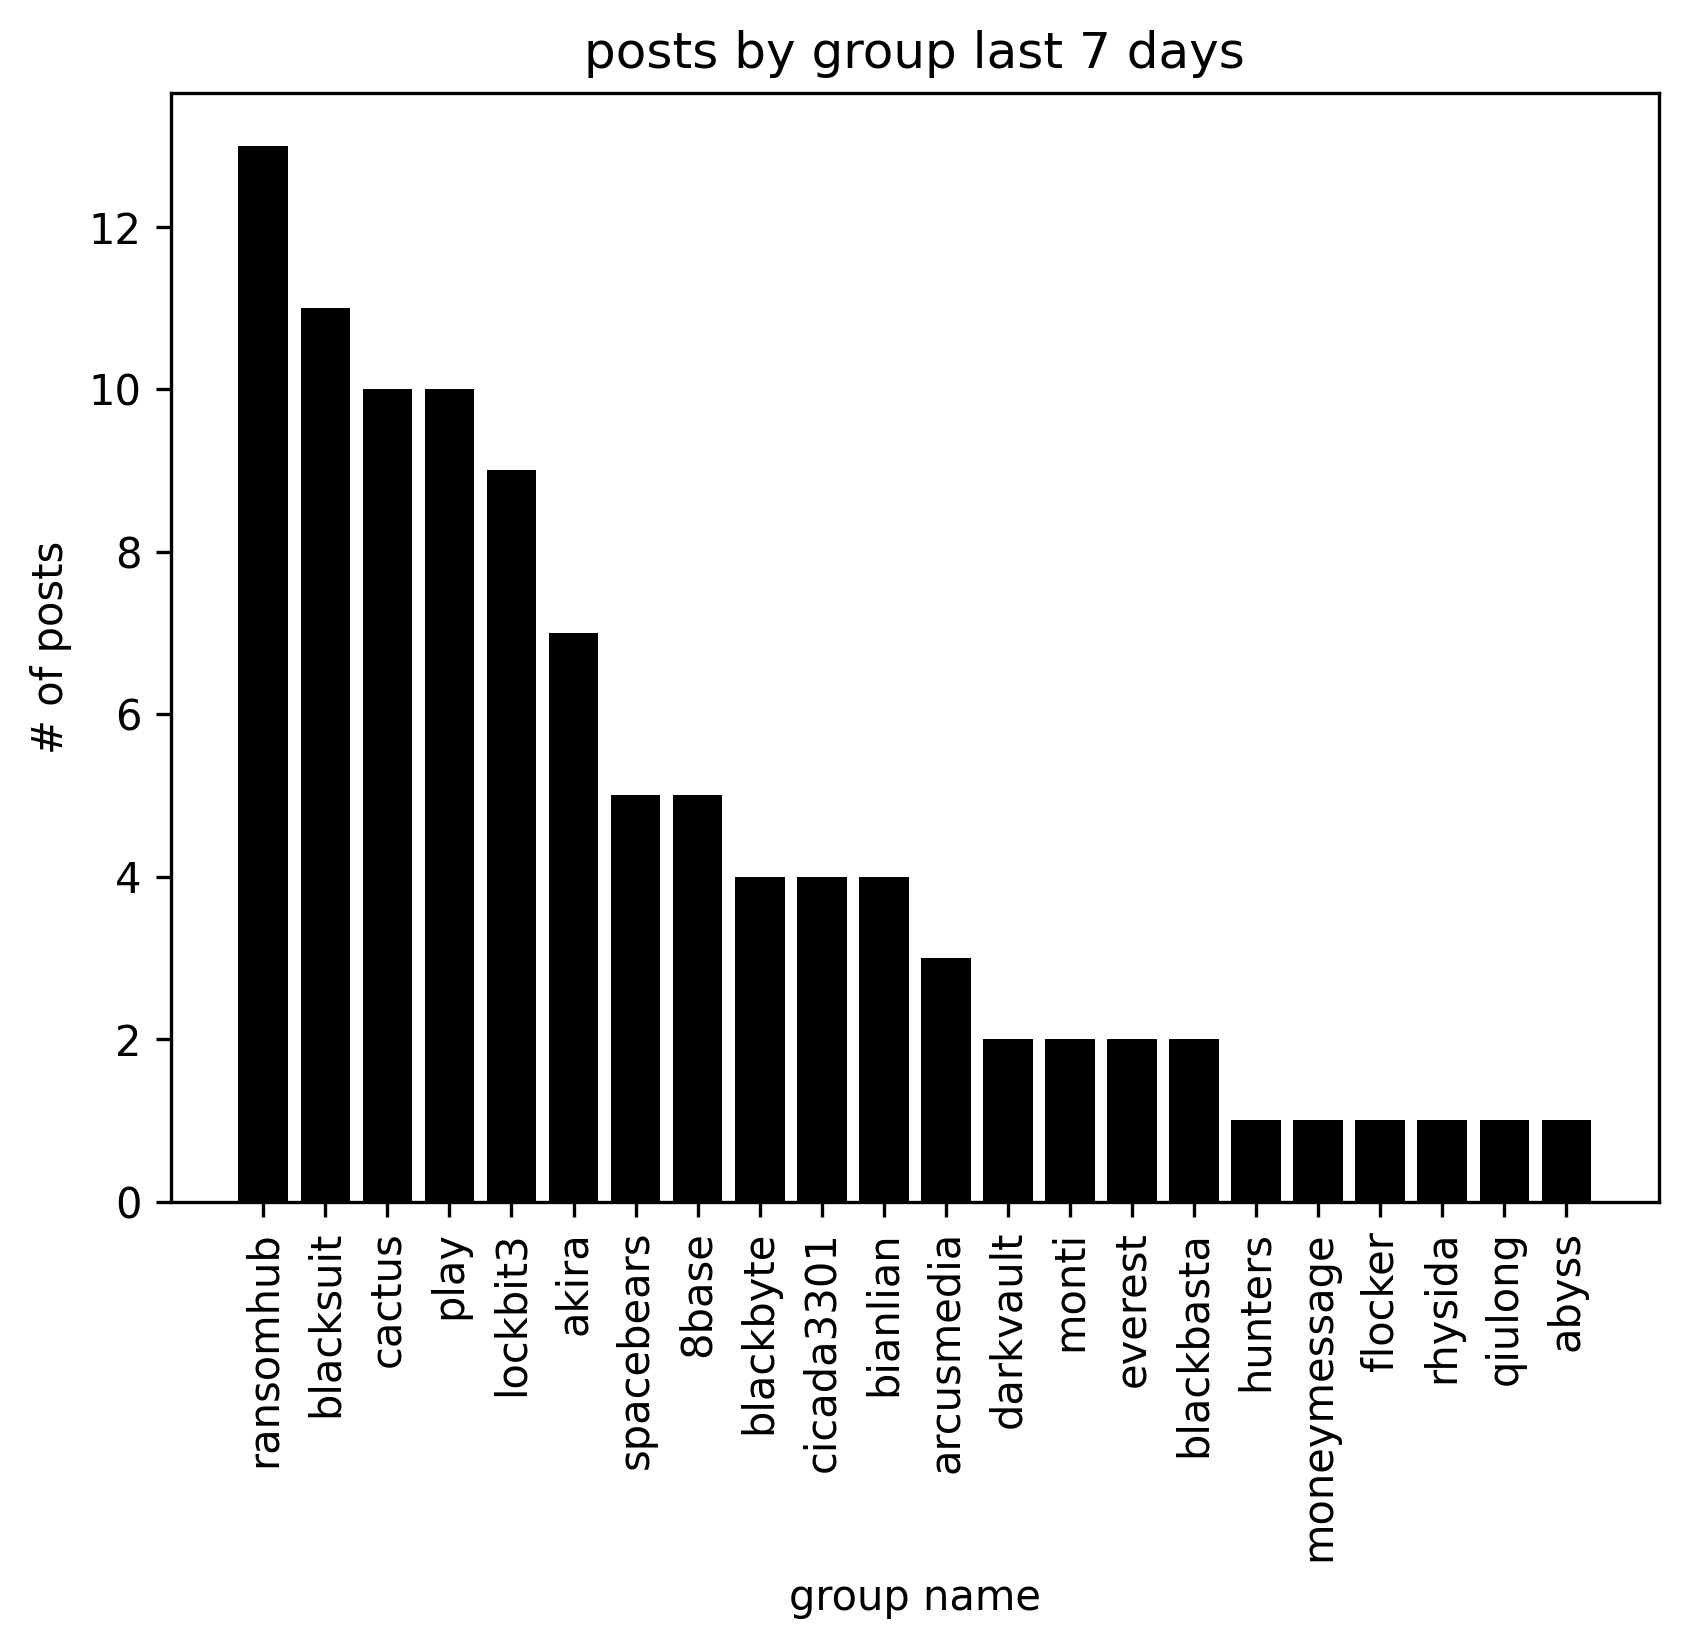 posts by group last 7 days
# of posts
12
10
8
6
4
2
0
ransomhub
blacksuit
cactus
play
lockbit3
akira
spacebears
8base
blackbyte
cicada3301
bianlian
arcusmedia
darkvault
monti
everest
blackbasta
hunters
moneymessage
flocker
rhysida
qiulong
abyss
group name